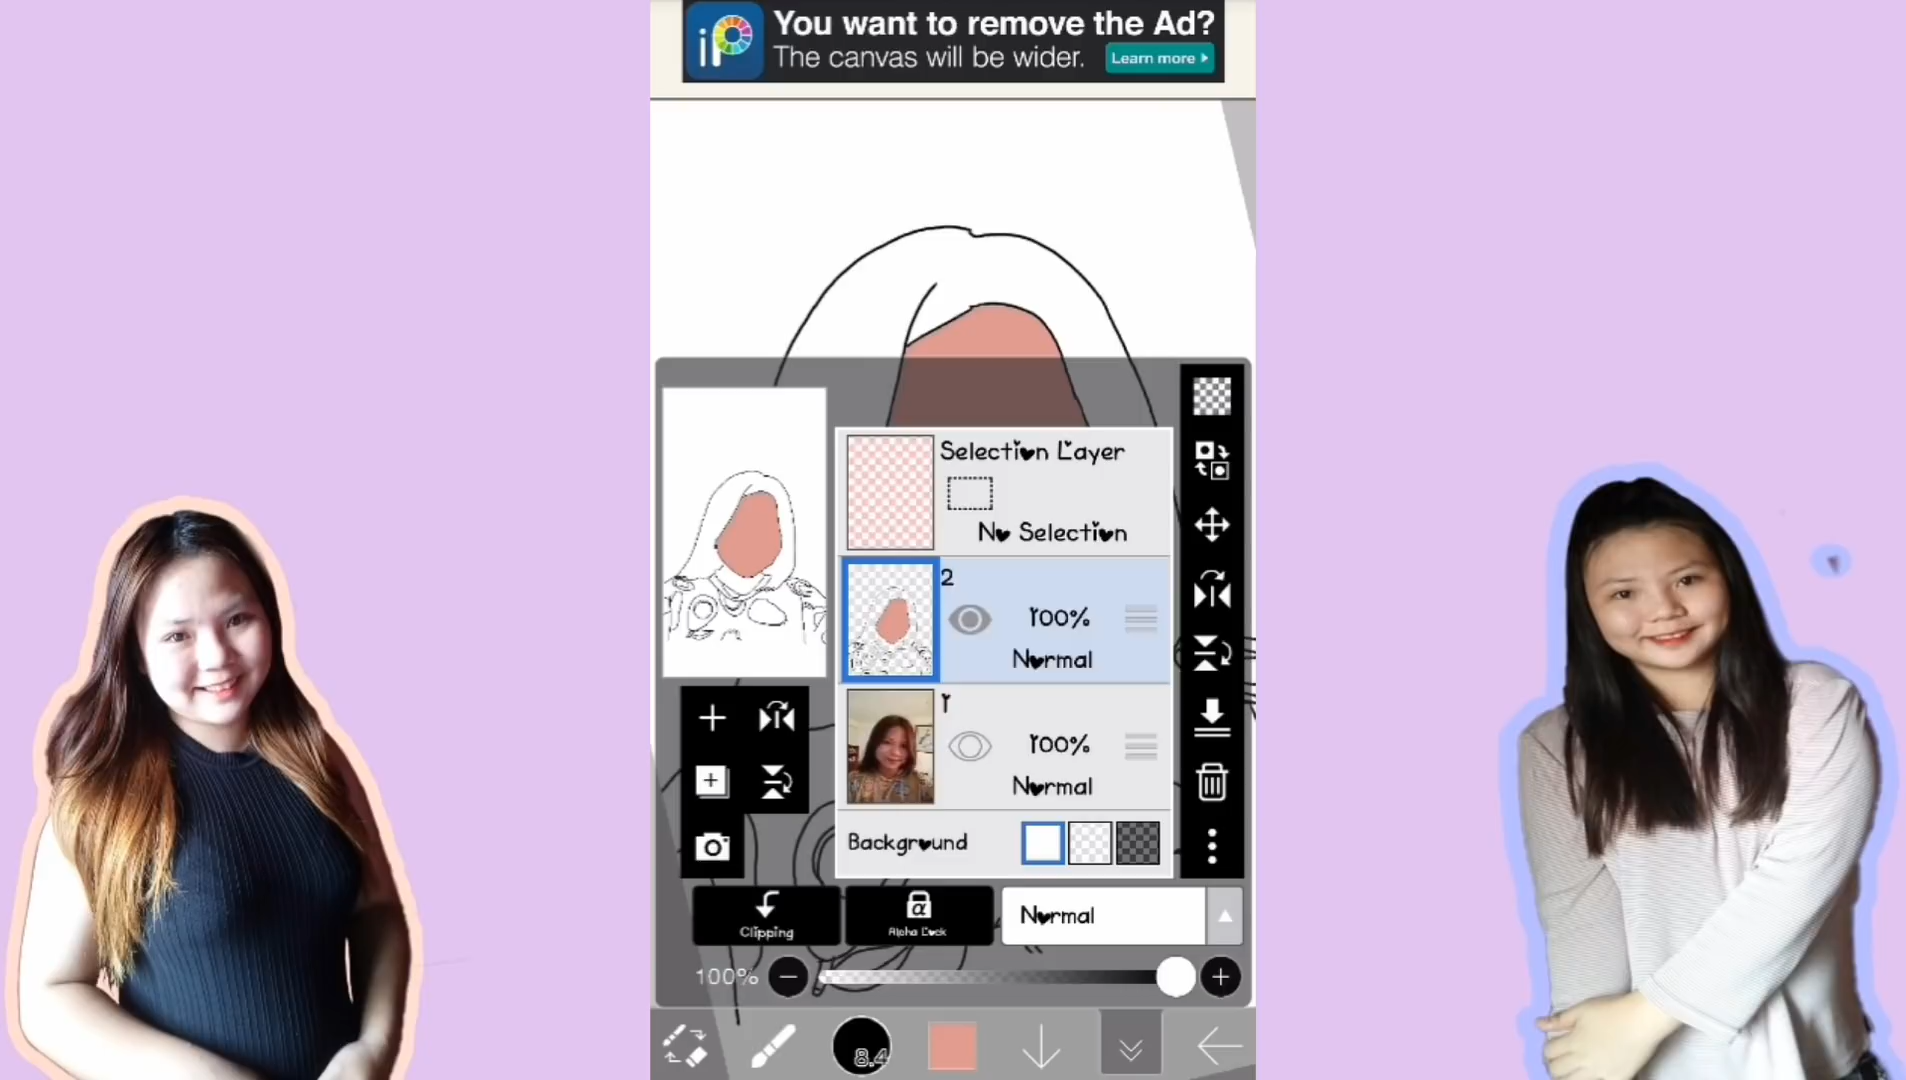 iP
You want to remove the Ad?
The canvas will be wider.
Learn more
Selection Layer
No Selection
2
100%
Normal
1
100%
Normal
Background
Clipping
α
Alpha Lock
Normal
100%
8.4